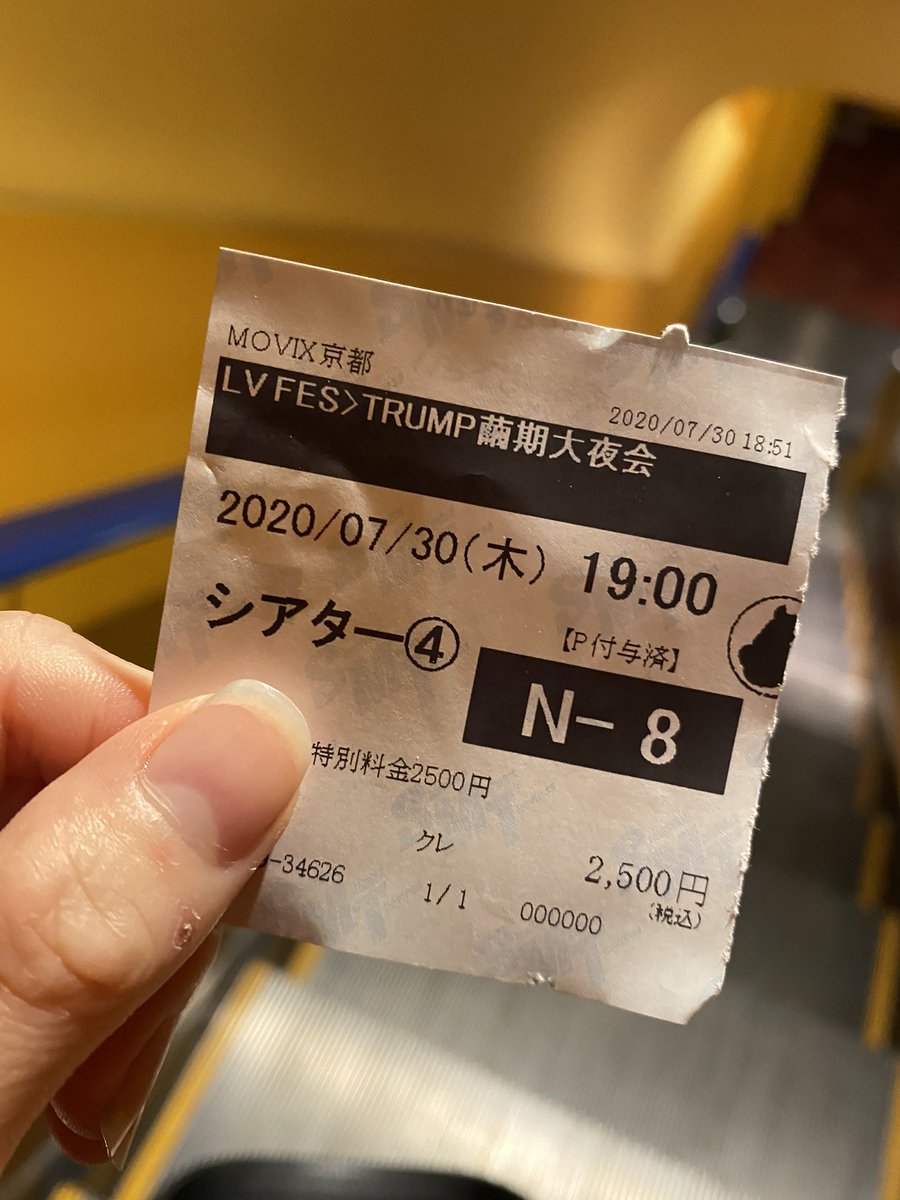 MOVIX京都
2020/07/30 18:51
LV FES>TRUMP繭期大夜会
2020/07/30(木) 19:00
シアター④
【P付与済】
N- 8
特別料金2500円
クレ
2,500円
(税込)
-34626
1/1
000000